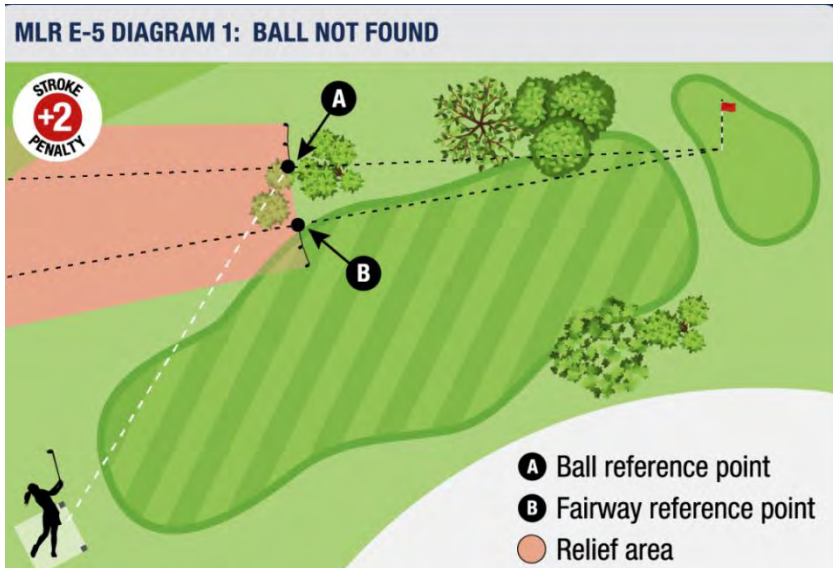 MLR E-5 DIAGRAM 1: BALL NOT FOUND
STROKE
+2
PENALTY
A
B
A Ball reference point
B Fairway reference point
Relief area